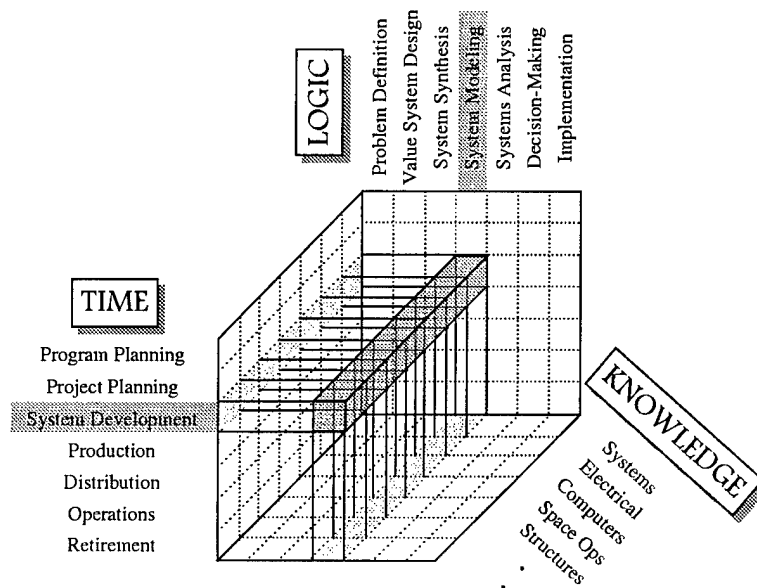 LOGIC
Problem Definition
Value System Design
System Synthesis
System Modeling
Systems Analysis
Decision-Making
Implementation
TIME
Program Planning
Project Planning
System Development
Production
Distribution
Operations
Retirement
KNOWLEDGE
Systems
Electrical
Computers
Space Ops
Structures